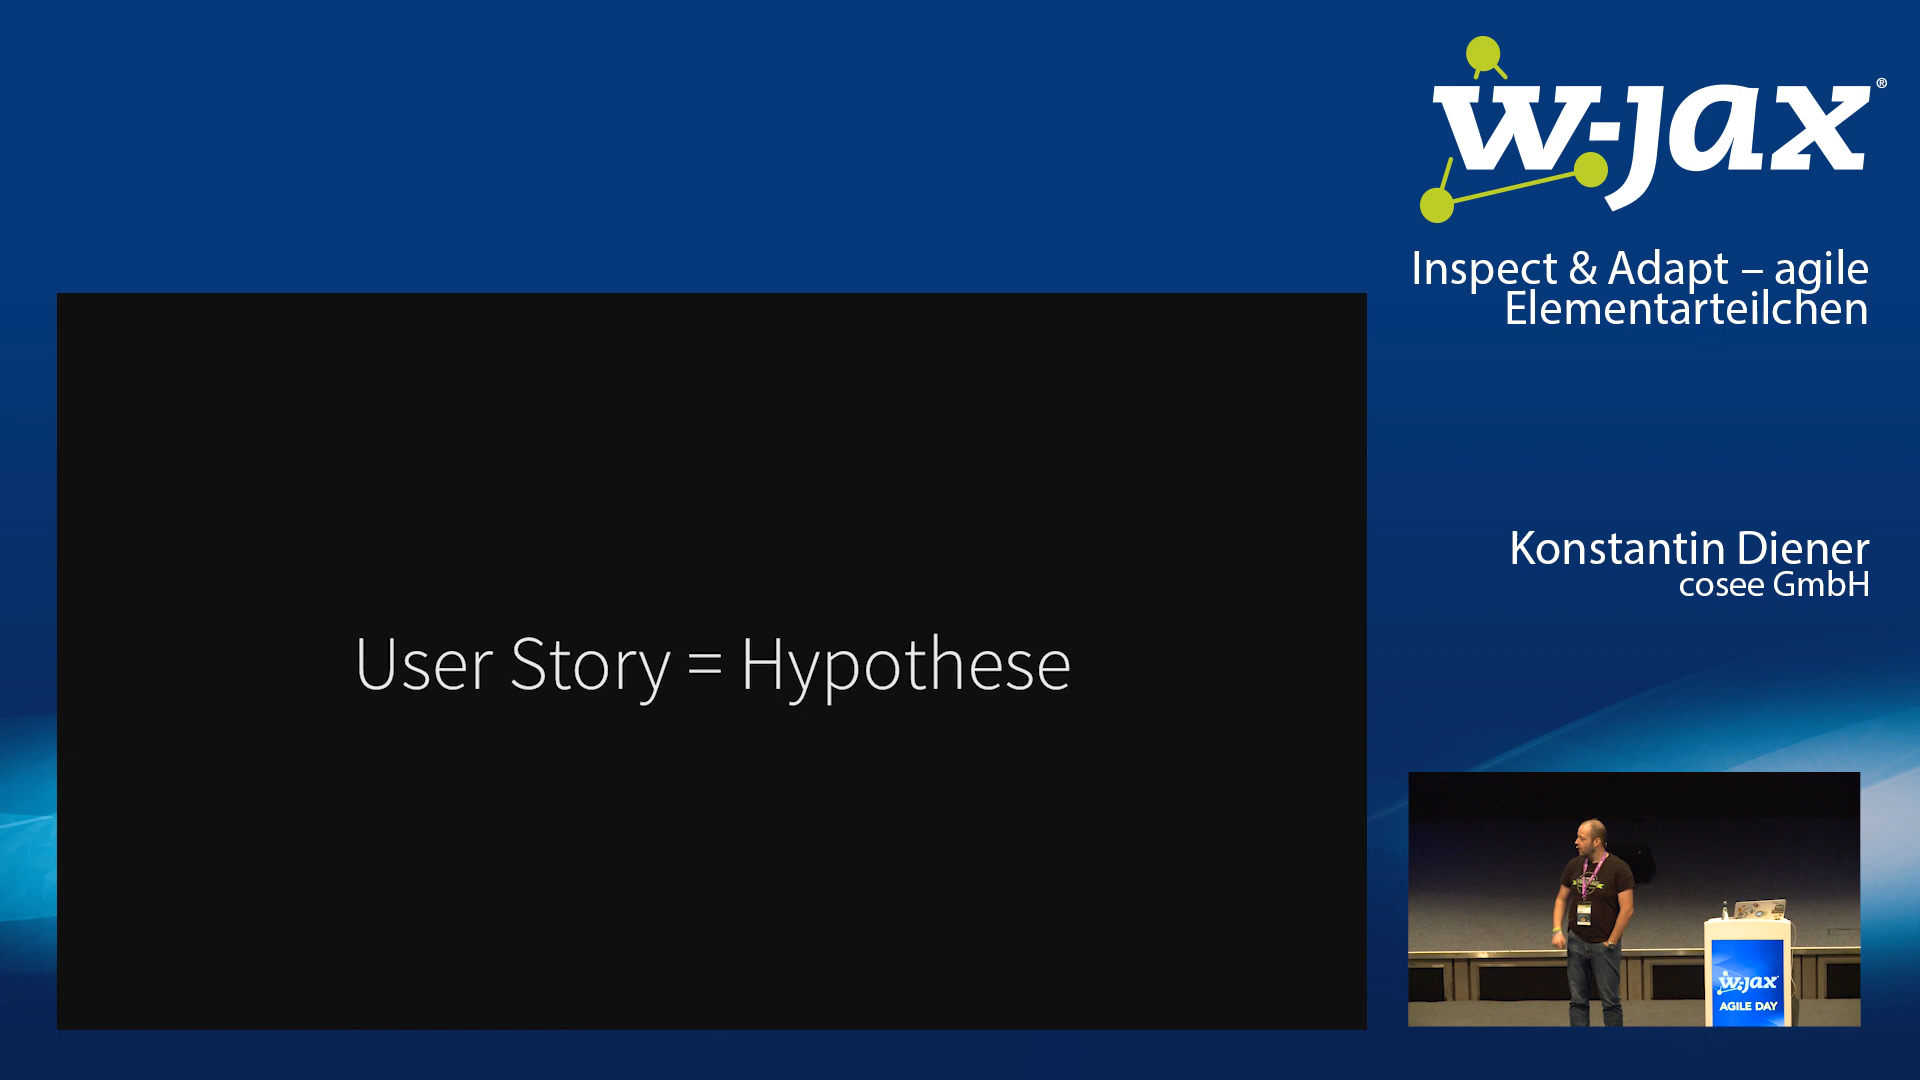 w-jax®
Inspect & Adapt – agile
Elementarteilchen
User Story = Hypothese
Konstantin Diener
cosee GmbH
w-jax
AGILE DAY